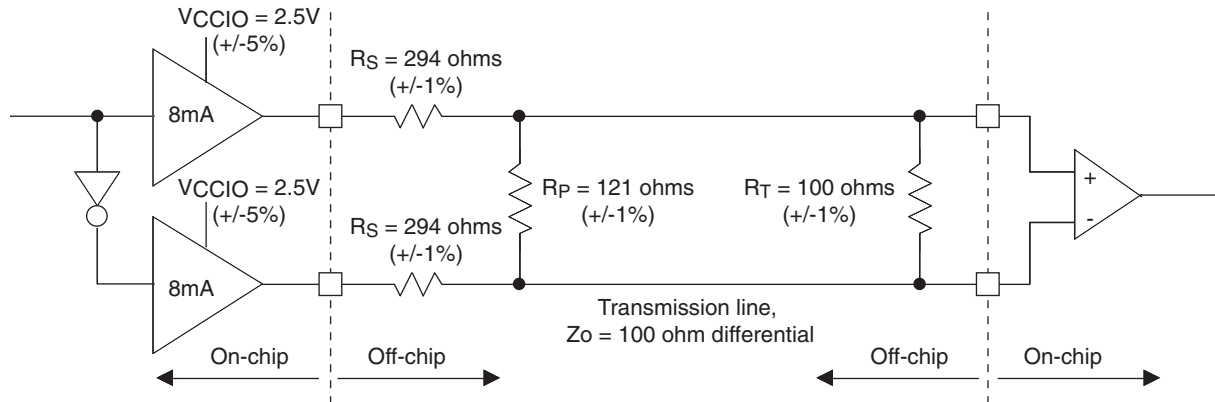 VCCIO = 2.5V
(+/-5%)
8mA
RS = 294 ohms
(+/-1%)
VCCIO = 2.5V
(+/-5%)
8mA
RS = 294 ohms
(+/-1%)
RP = 121 ohms
(+/-1%)
RT = 100 ohms
(+/-1%)
+
-
Transmission line,
Zo = 100 ohm differential
On-chip
Off-chip
Off-chip
On-chip